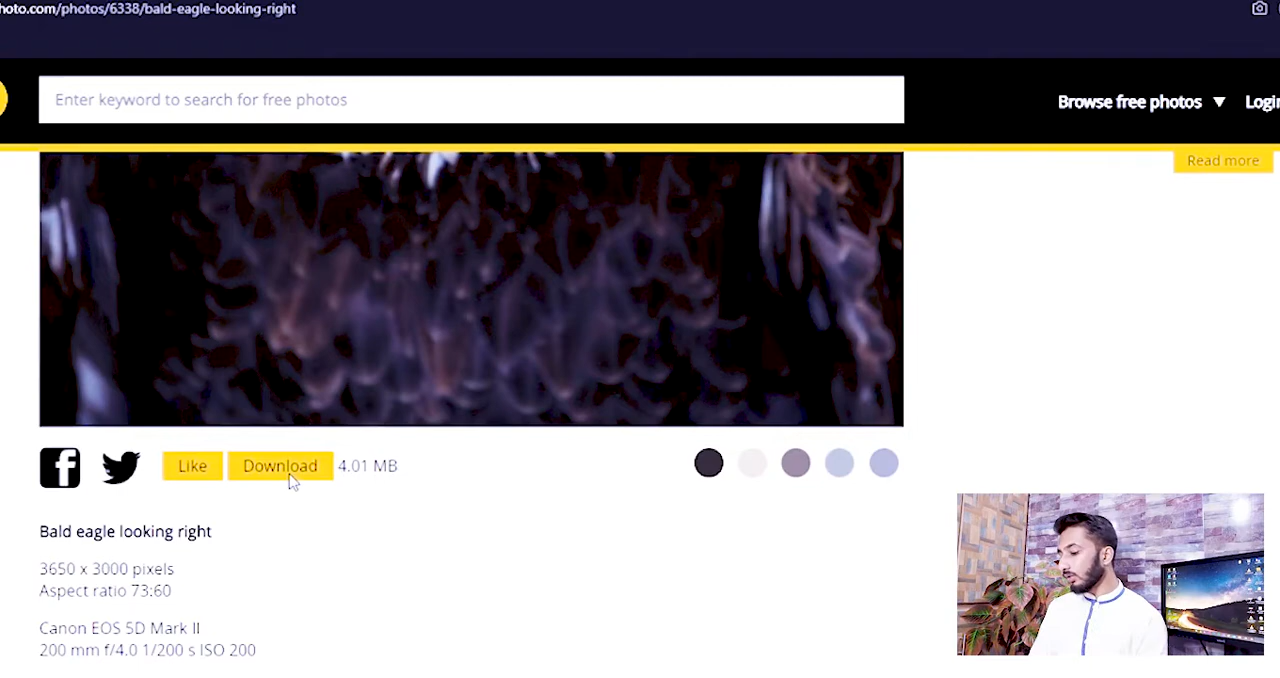 hoto.com/photos/6338/bald-eagle-looking-right
Enter keyword to search for free photos
Browse free photos
Login
Read more
Like
Download
4.01 MB
Bald eagle looking right
3650 x 3000 pixels
Aspect ratio 73:60
Canon EOS 5D Mark II
200 mm f/4.0 1/200 s ISO 200